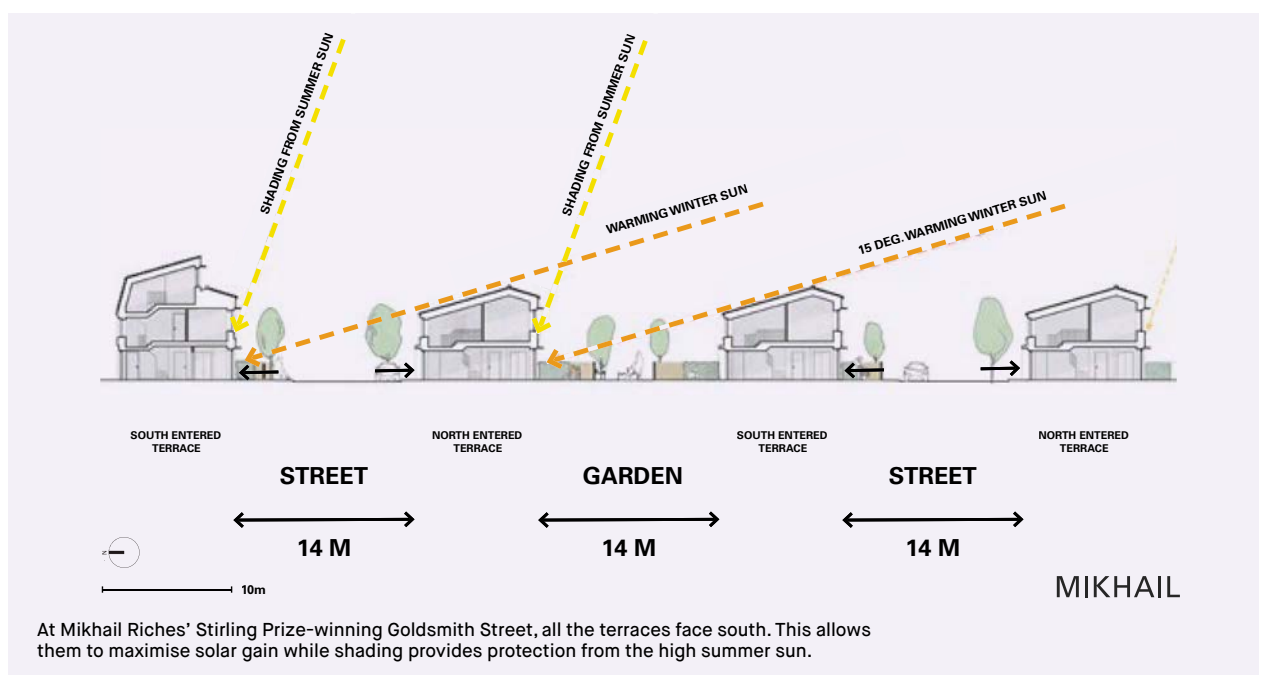 SHADING FROM SUMMER SUN
SHADING FROM SUMMER SUN
WARMING WINTER SUN
15 DEG. WARMING WINTER SUN
SOUTH ENTERED
TERRACE
NORTH ENTERED
TERRACE
SOUTH ENTERED
TERRACE
NORTH ENTERED
TERRACE
STREET
GARDEN
STREET
14 M
14 M
14 M
N
10m
MIKHAIL
At Mikhail Riches’ Stirling Prize-winning Goldsmith Street, all the terraces face south. This allows
them to maximise solar gain while shading provides protection from the high summer sun.